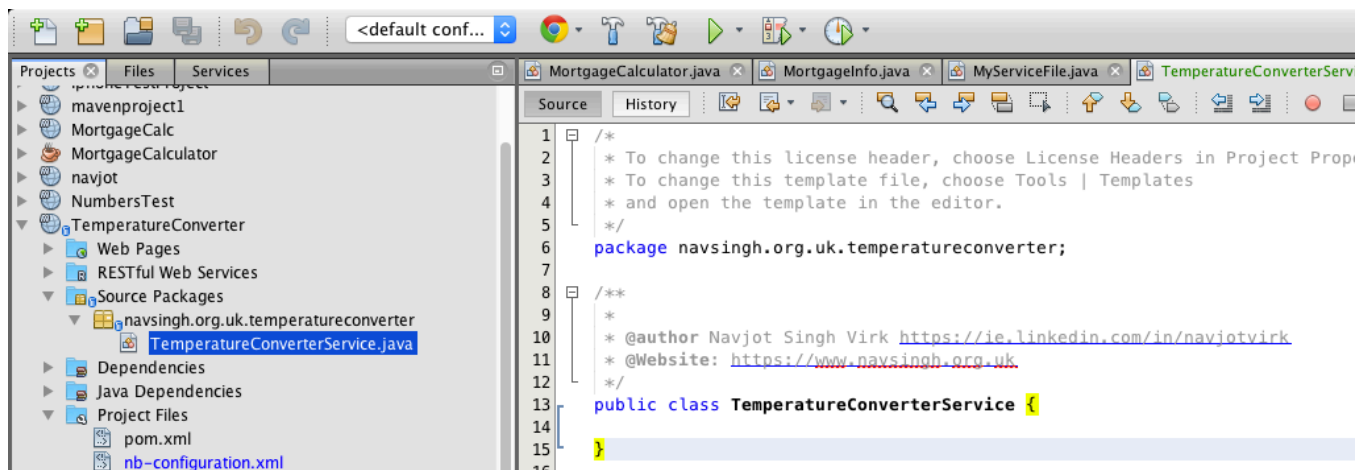 <default conf...
Projects Files Services
mavenproject1
MortgageCalc
MortgageCalculator
navjot
NumbersTest
TemperatureConverter
Web Pages
RESTful Web Services
Source Packages
navsingh.org.uk.temperatureconverter
TemperatureConverterService.java
Dependencies
Java Dependencies
Project Files
pom.xml
nb-configuration.xml
MortgageCalculator.java MortgageInfo.java MyServiceFile.java TemperatureConverterServi
Source History
1 /*
2 * To change this license header, choose License Headers in Project Prope
3 * To change this template file, choose Tools | Templates
4 * and open the template in the editor.
5 */
6 package navsingh.org.uk.temperatureconverter;
7
8 /**
9 *
10 * @author Navjot Singh Virk https://ie.linkedin.com/in/navjotvirk
11 * @Website: https://www.navsingh.org.uk
12 */
13 public class TemperatureConverterService {
14
15 }